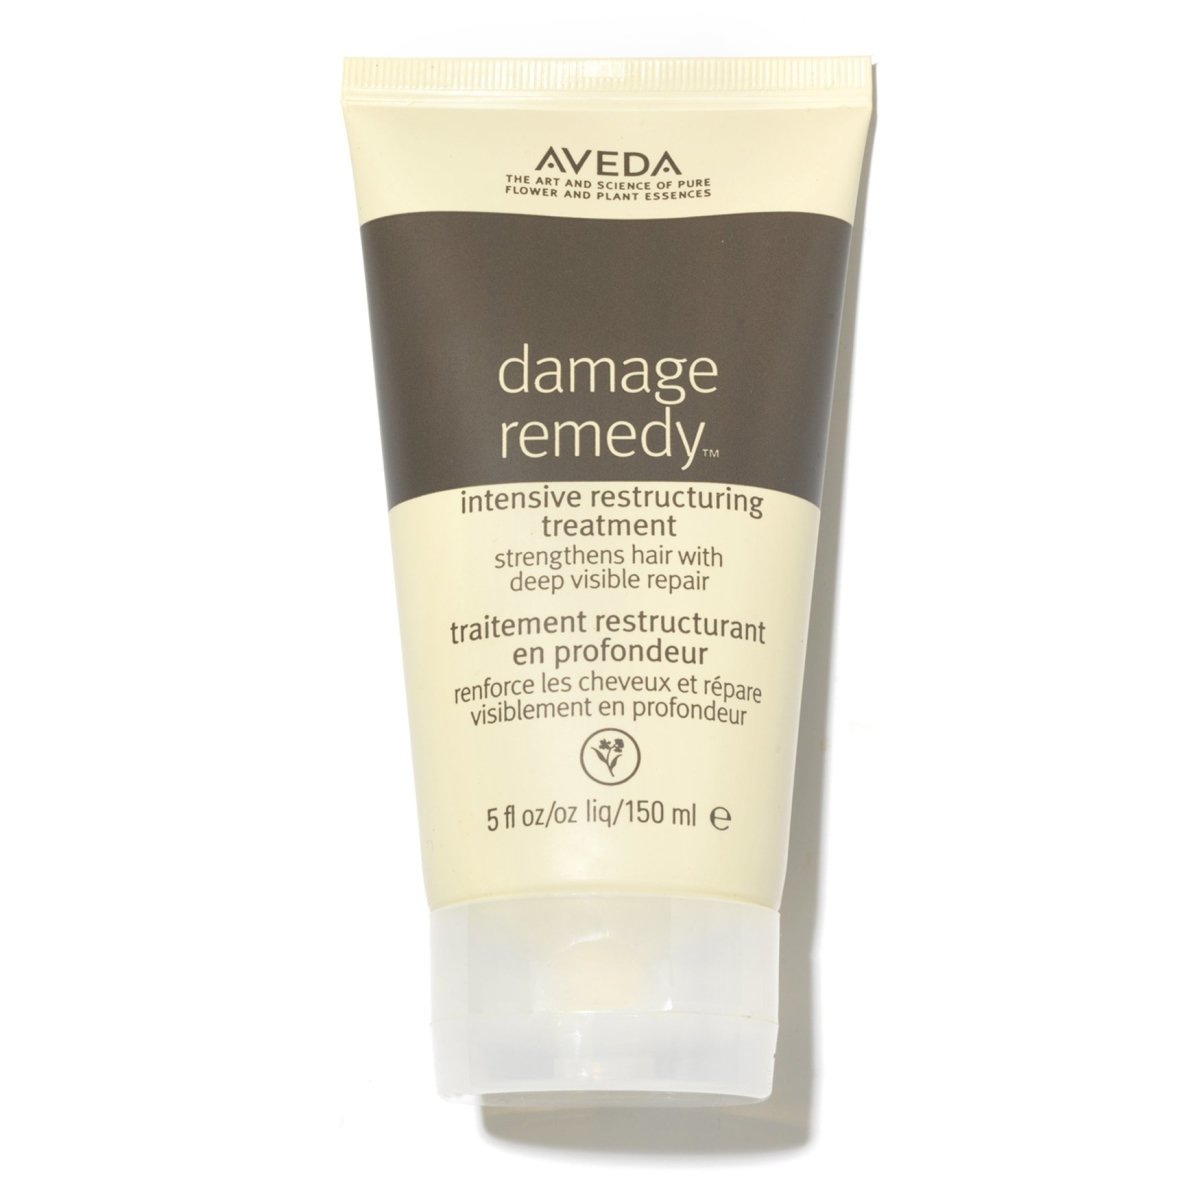 AVEDA
THE ART AND SCIENCE OF PURE
FLOWER AND PLANT ESSENCES
damage
remedy™
intensive restructuring
treatment
strengthens hair with
deep visible repair
traitement restructurant
en profondeur
renforce les cheveux et répare
visiblement en profondeur
5 fl oz/oz liq/150 ml ℮